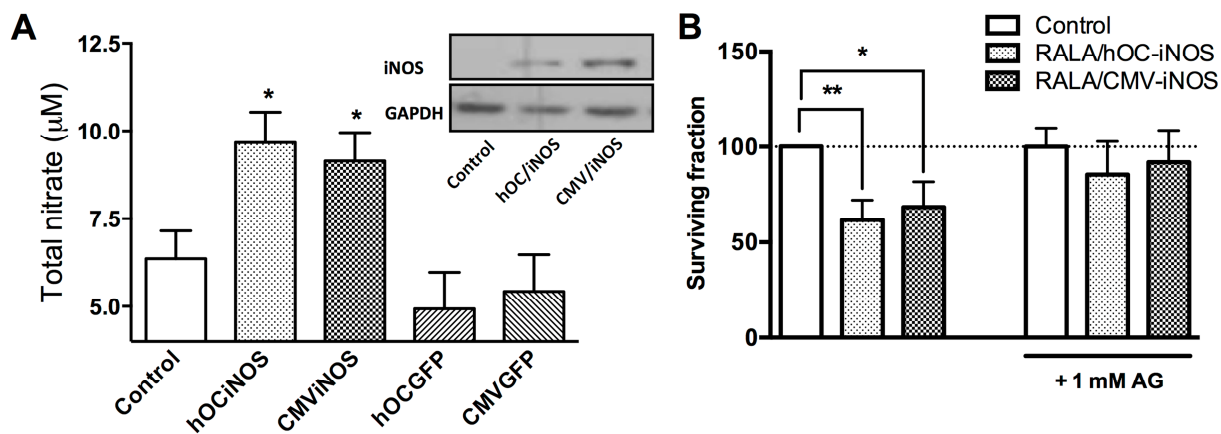 A
Total nitrate (μM)
12.5
10.0
7.5
5.0
*
*
Control
hOCiNOS
CMViNOS
hOCGFP
CMVGFP
iNOS
GAPDH
Control
hOC/iNOS
CMV/iNOS
B
Surviving fraction
150
100
50
0
**
*
Control
RALA/hOC-iNOS
RALA/CMV-iNOS
+ 1 mM AG